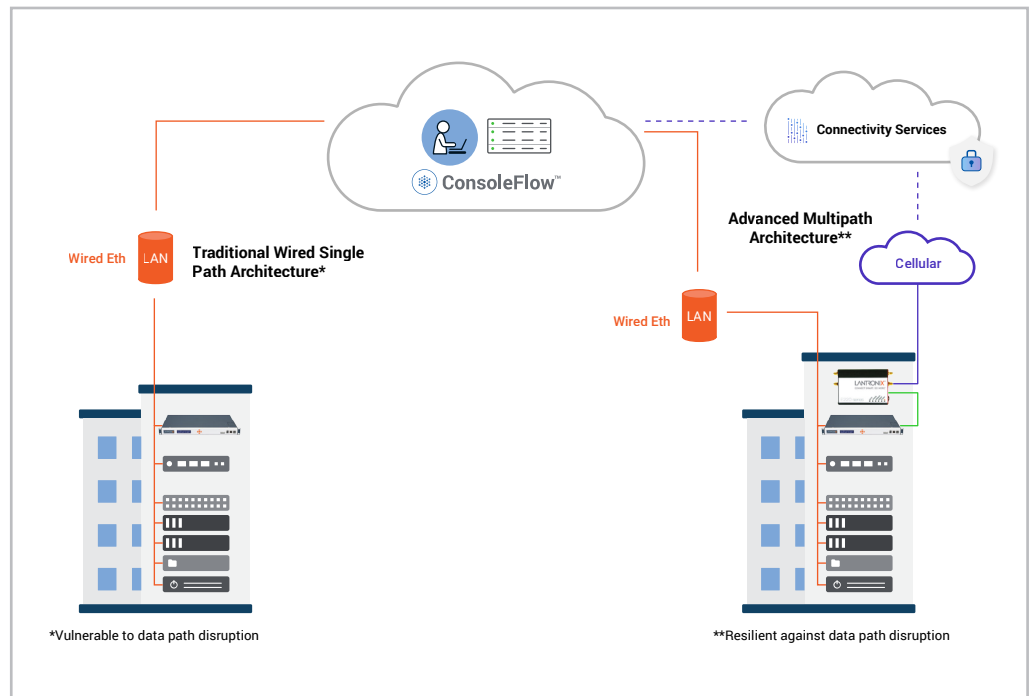 ConsoleFlow™
Connectivity Services
Wired Eth
LAN
Traditional Wired Single
Path Architecture*
Advanced Multipath
Architecture**
Cellular
Wired Eth
LAN
LANTRONIX
*Vulnerable to data path disruption
**Resilient against data path disruption